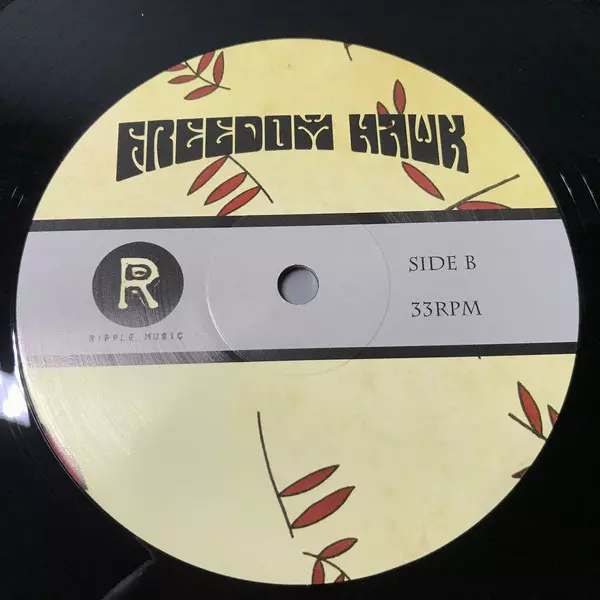 FREEDOM HAWK
SIDE B
33RPM
R
RIPPLE MUSIC